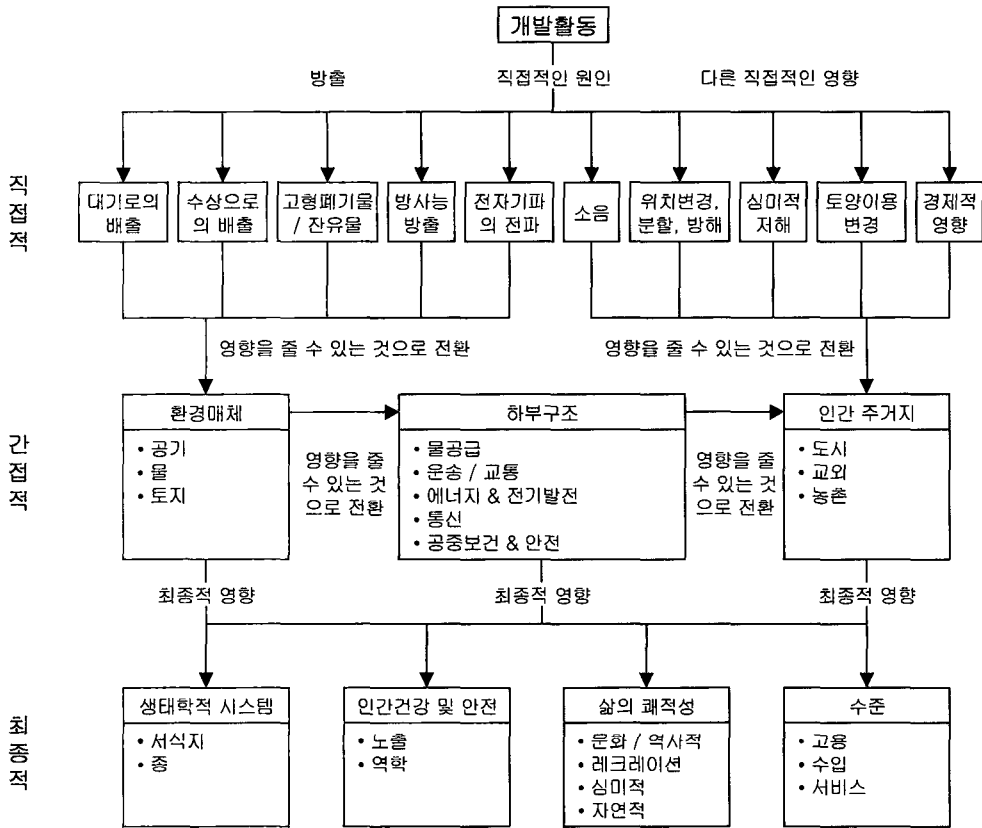 개발활동
방출
직접적인 원인
다른 직접적인 영향
직접적
대기로의
배출
수상으로
의 배출
고형폐기물
/ 잔유물
방사능
방출
전자기파
의 전파
소음
위치변경,
분할, 방해
심미적
저해
토양이용
변경
경제적
영향
영향을 줄 수 있는 것으로 전환
영향을 줄 수 있는 것으로 전환
간접적
환경매체
• 공기
• 물
• 토지
영향을 줄
수 있는 것
으로 전환
하부구조
• 물공급
• 운송 / 교통
• 에너지 & 전기발전
• 통신
• 공중보건 & 안전
영향을 줄
수 있는 것
으로 전환
인간 주거지
• 도시
• 교외
• 농촌
최종적 영향
최종적 영향
최종적 영향
최종적
생태학적 시스템
• 서식지
• 종
인간건강 및 안전
• 노출
• 역학
삶의 쾌적성
• 문화 / 역사적
• 레크레이션
• 심미적
• 자연적
수준
• 고용
• 수입
• 서비스